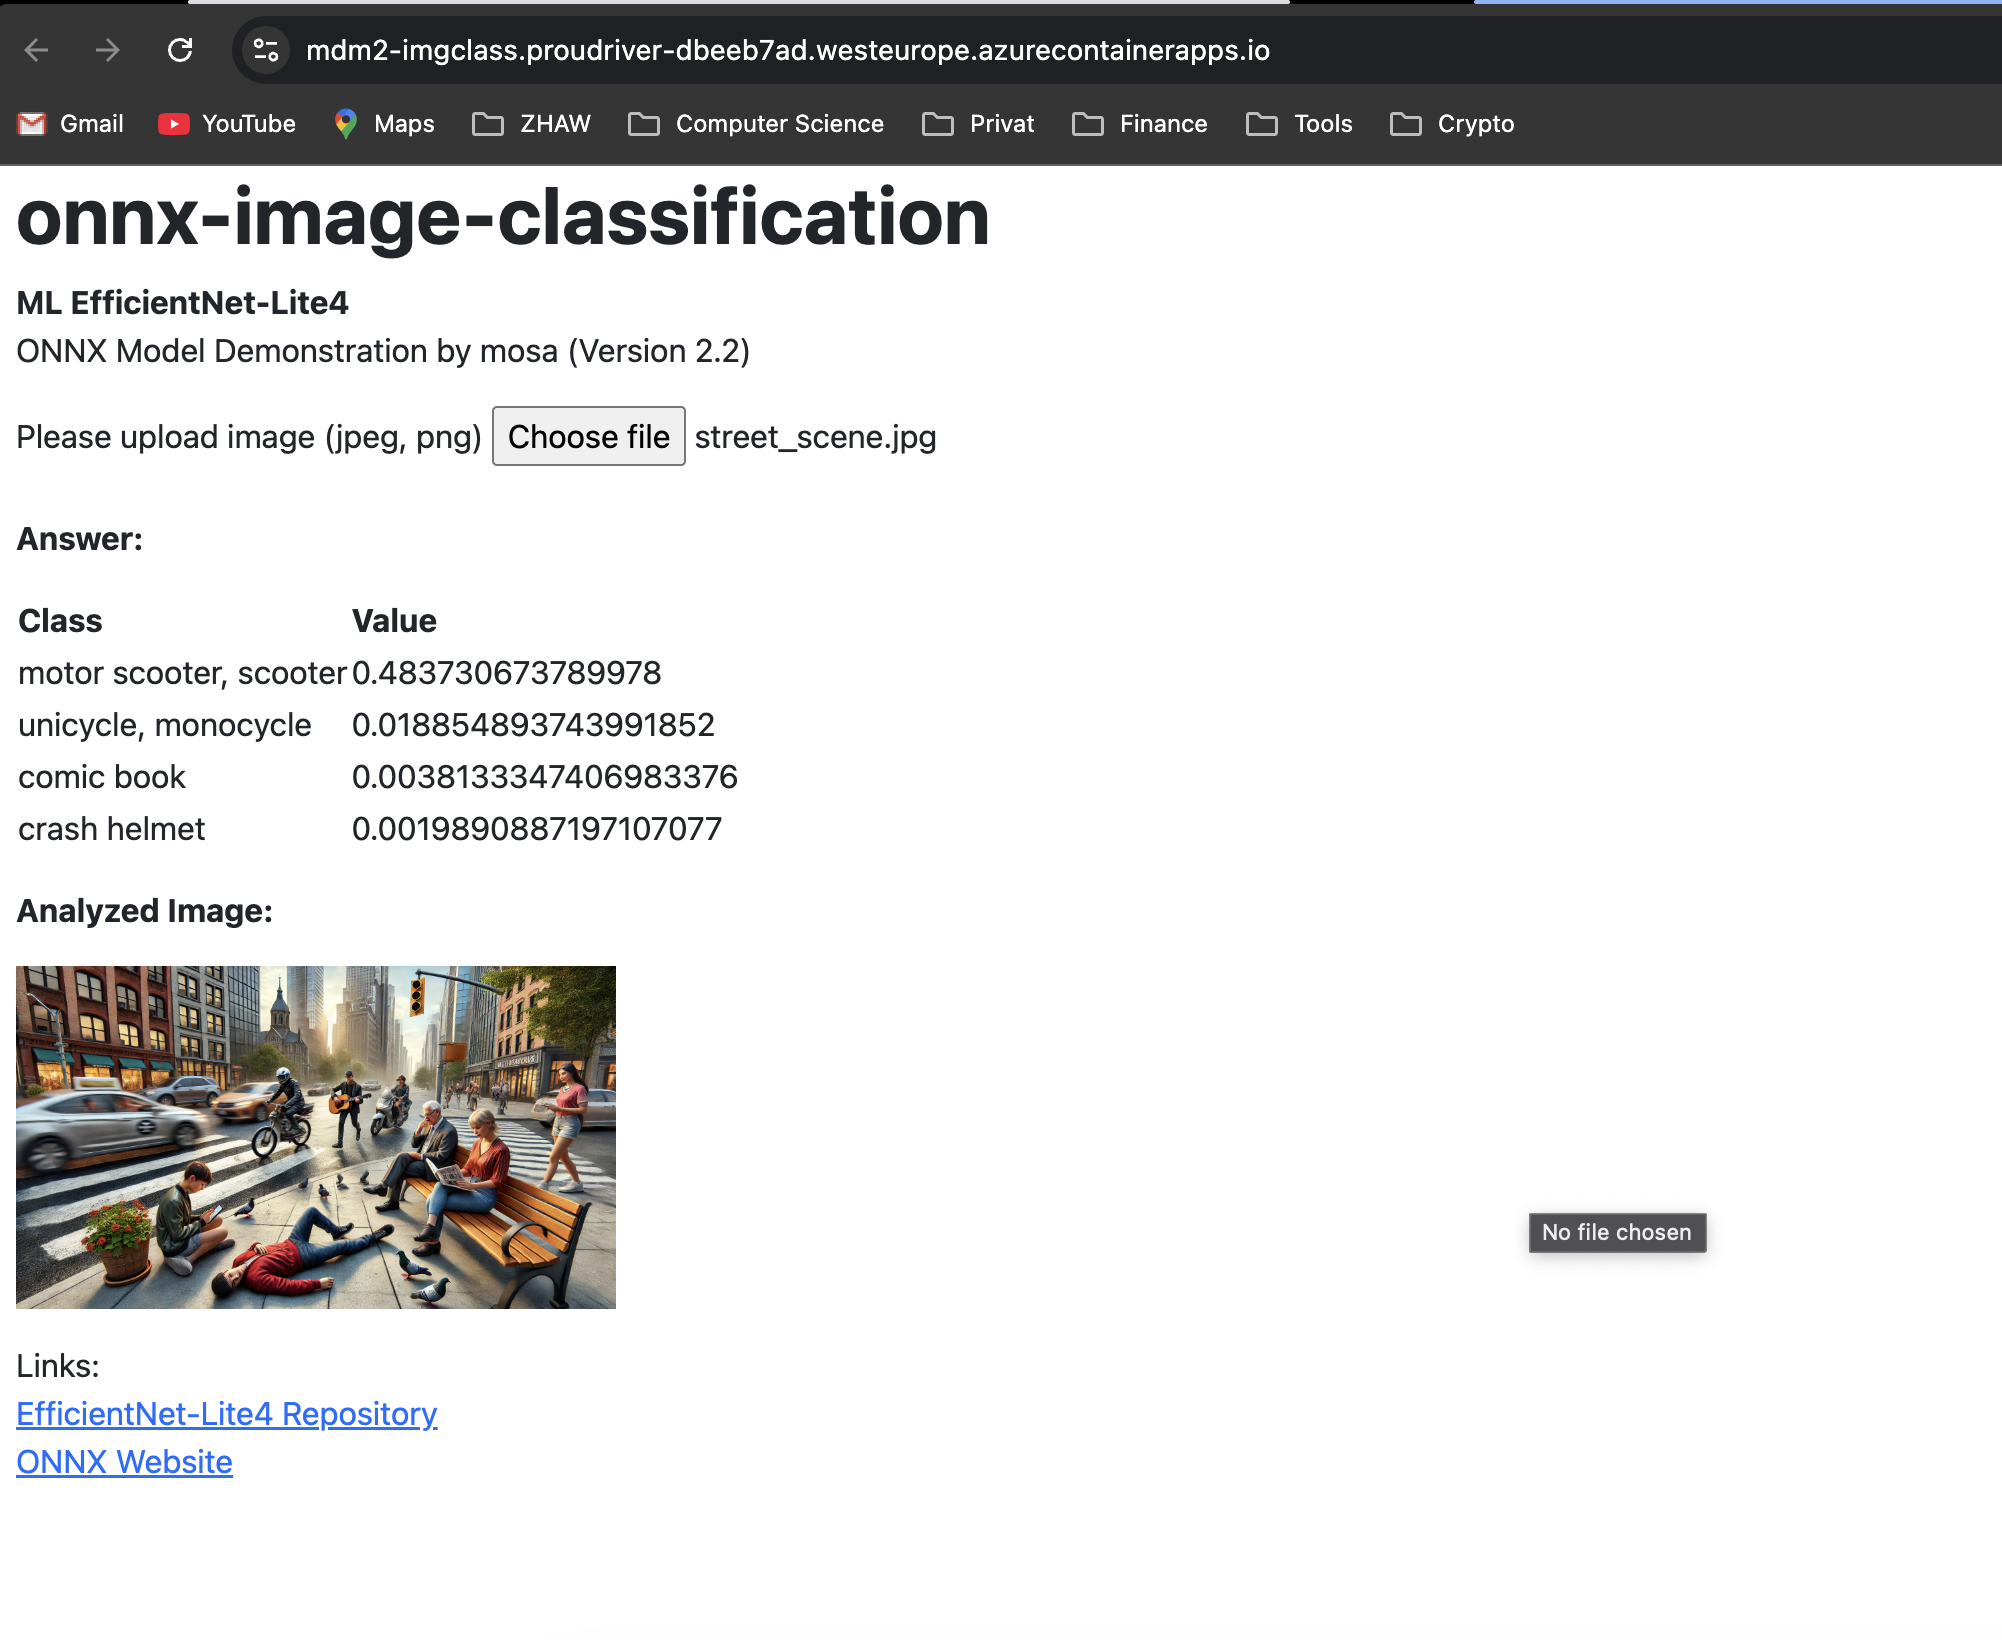 mdm2-imgclass.proudriver-dbeeb7ad.westeurope.azurecontainerapps.io
Gmail YouTube Maps ZHAW Computer Science Privat Finance Tools Crypto
onnx-image-classification
ML EfficientNet-Lite4
ONNX Model Demonstration by mosa (Version 2.2)
Please upload image (jpeg, png) Choose file street_scene.jpg
Answer:
Class Value
motor scooter, scooter 0.483730673789978
unicycle, monocycle 0.018854893743991852
comic book 0.0038133347406983376
crash helmet 0.0019890887197107077
Analyzed Image:
No file chosen
Links:
EfficientNet-Lite4 Repository
ONNX Website